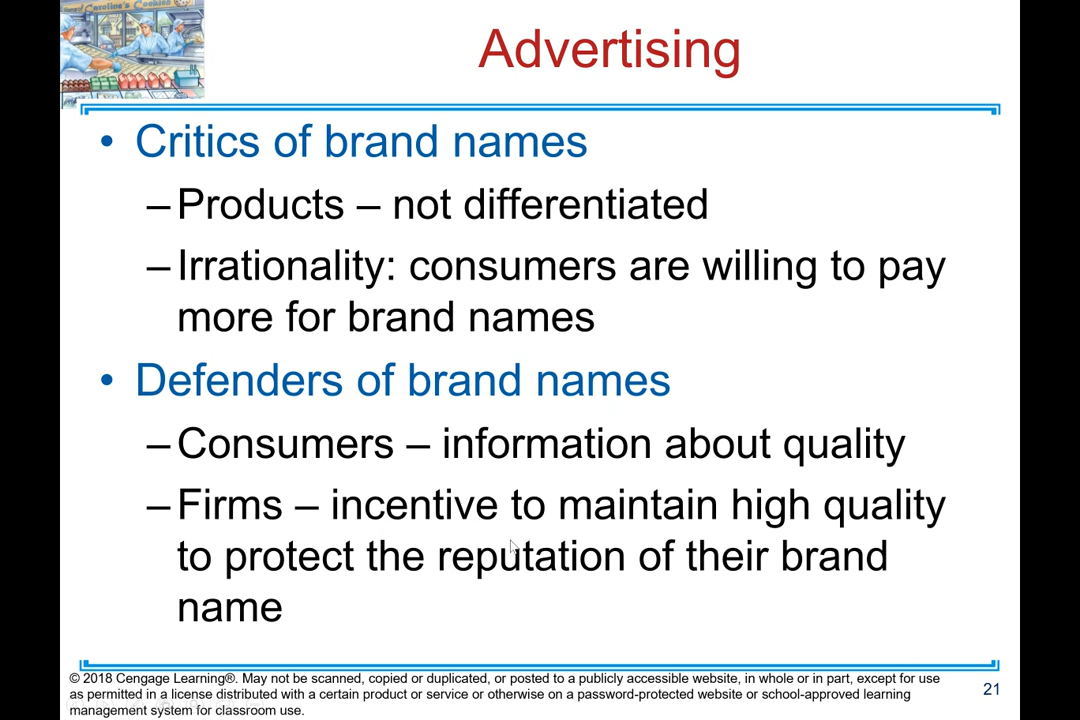 Advertising
• Critics of brand names
–Products – not differentiated
–Irrationality: consumers are willing to pay
more for brand names
• Defenders of brand names
–Consumers – information about quality
–Firms – incentive to maintain high quality
to protect the reputation of their brand
name
© 2018 Cengage Learning®. May not be scanned, copied or duplicated, or posted to a publicly accessible website, in whole or in part, except for use
as permitted in a license distributed with a certain product or service or otherwise on a password-protected website or school-approved learning
management system for classroom use.
21